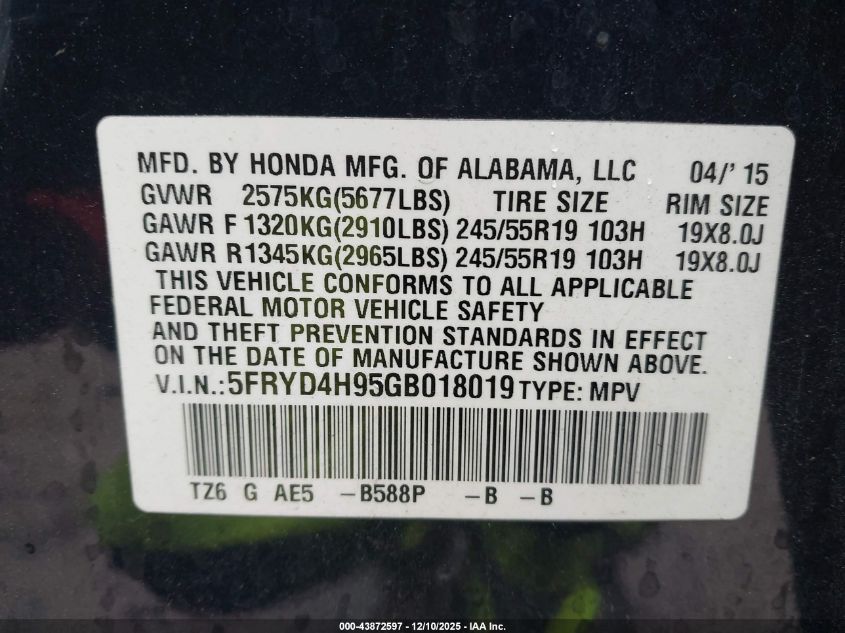 MFD. BY HONDA MFG. OF ALABAMA, LLC 04/' 15
GVWR 2575KG(5677LBS) TIRE SIZE RIM SIZE
GAWR F 1320KG(2910LBS) 245/55R19 103H 19X8.0J
GAWR R1345KG(2965LBS) 245/55R19 103H 19X8.0J
THIS VEHICLE CONFORMS TO ALL APPLICABLE
FEDERAL MOTOR VEHICLE SAFETY
AND THEFT PREVENTION STANDARDS IN EFFECT
ON THE DATE OF MANUFACTURE SHOWN ABOVE.
V.I.N.:5FRYD4H95GB018019 TYPE: MPV
TZ6 G AE5 -B588P -B -B
000-43872597 - 12/10/2025 - IAA Inc.